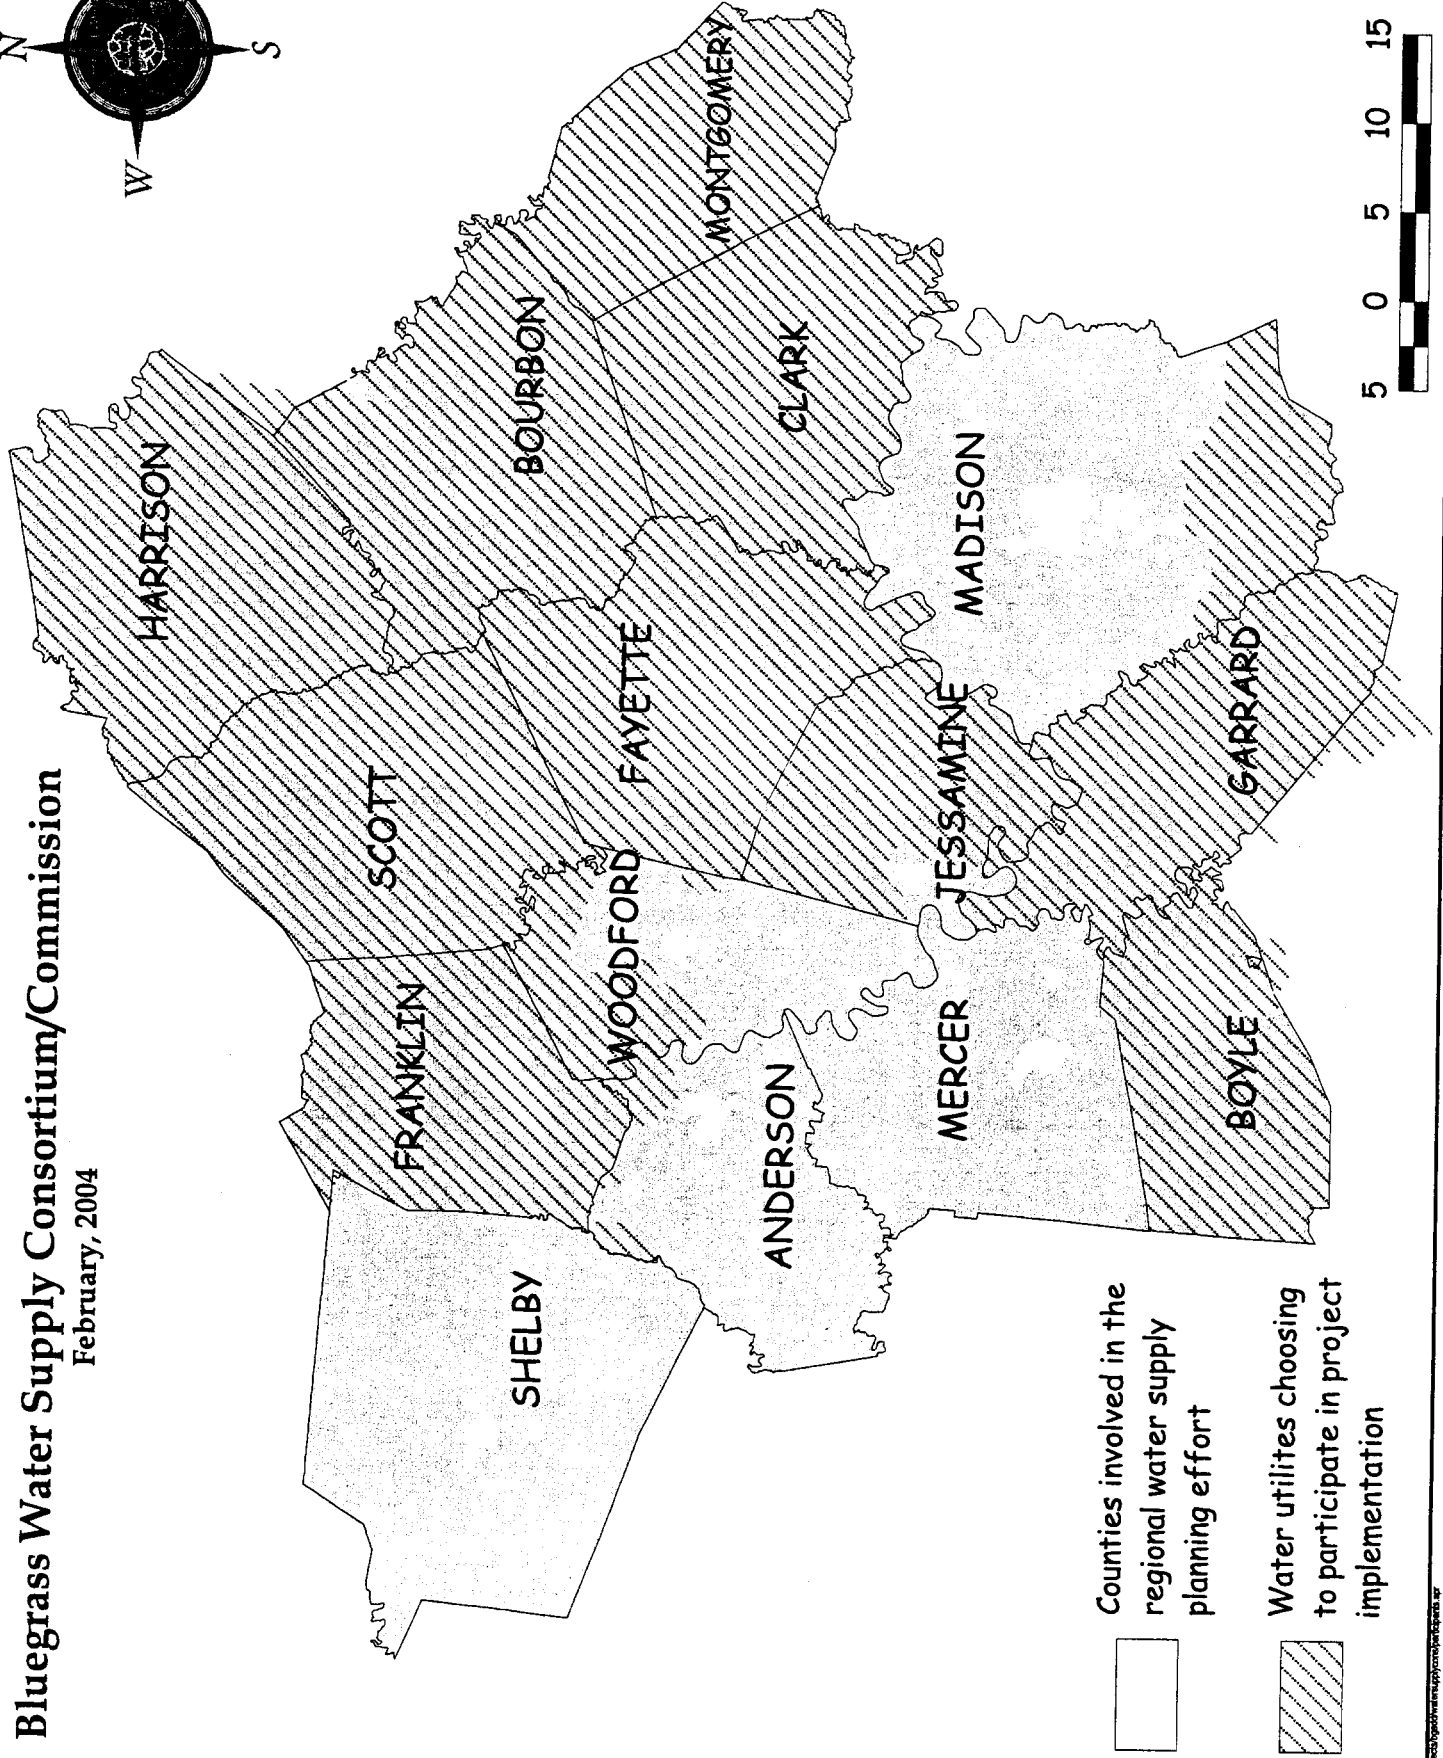 Bluegrass Water Supply Consortium/Commission
February, 2004
N
S
W
HARRISON
SCOTT
BOURBON
MONTGOMERY
FRANKLIN
FAYETTE
CLARK
SHELBY
WOODFORD
JESSAMINE
MADISON
ANDERSON
MERCER
GARRARD
BOYLE
Counties involved in the
regional water supply
planning effort
Water utilites choosing
to participate in project
implementation
5 0 5 10 15